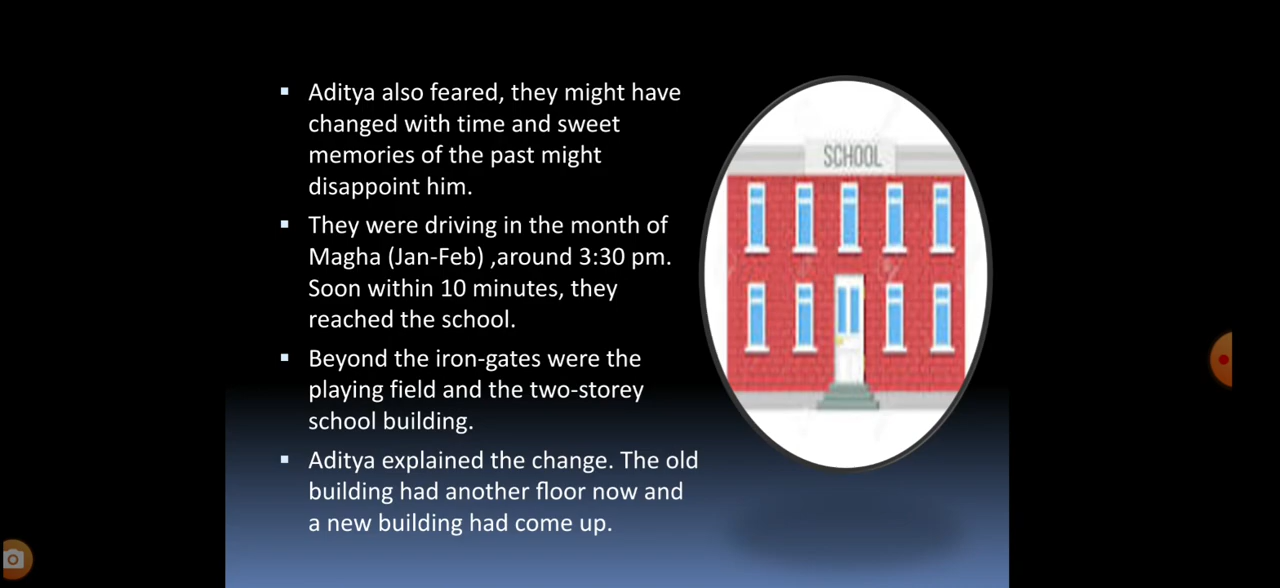 Aditya also feared, they might have
changed with time and sweet
memories of the past might
disappoint him.
They were driving in the month of
Magha (Jan-Feb) ,around 3:30 pm.
Soon within 10 minutes, they
reached the school.
Beyond the iron-gates were the
playing field and the two-storey
school building.
Aditya explained the change. The old
building had another floor now and
a new building had come up.
SCHOOL